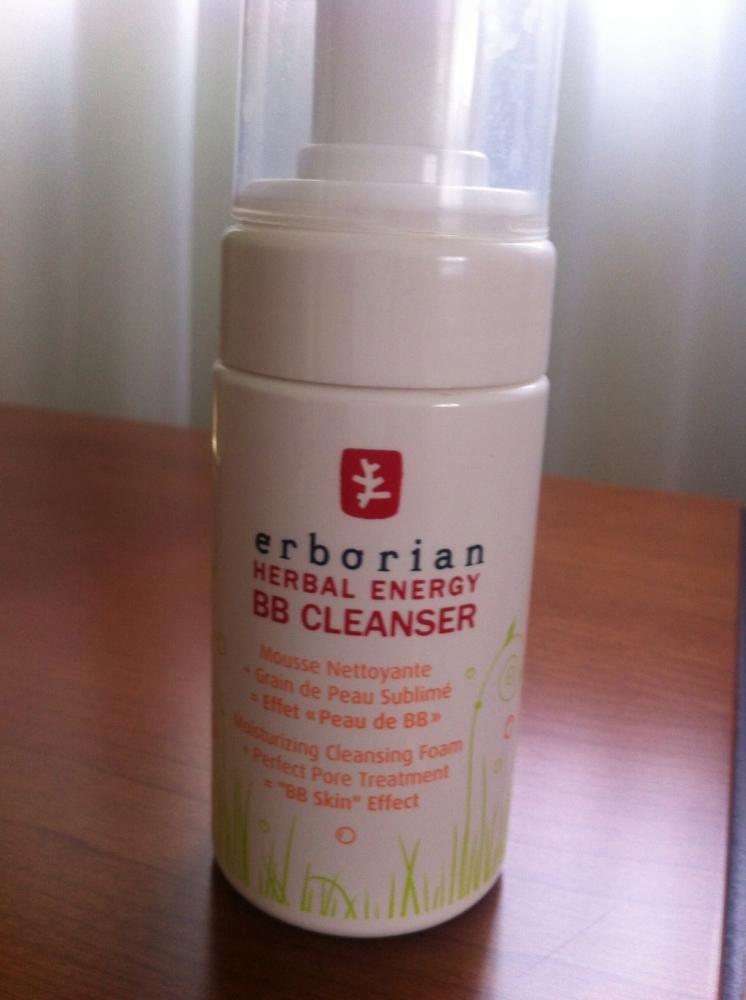 erborian
HERBAL ENERGY
BB CLEANSER
Mousse Nettoyante
+ Grain de Peau Sublimé
= Effet «Peau de BB»
Moisturizing Cleansing Foam
+ Perfect Pore Treatment
= "BB Skin" Effect